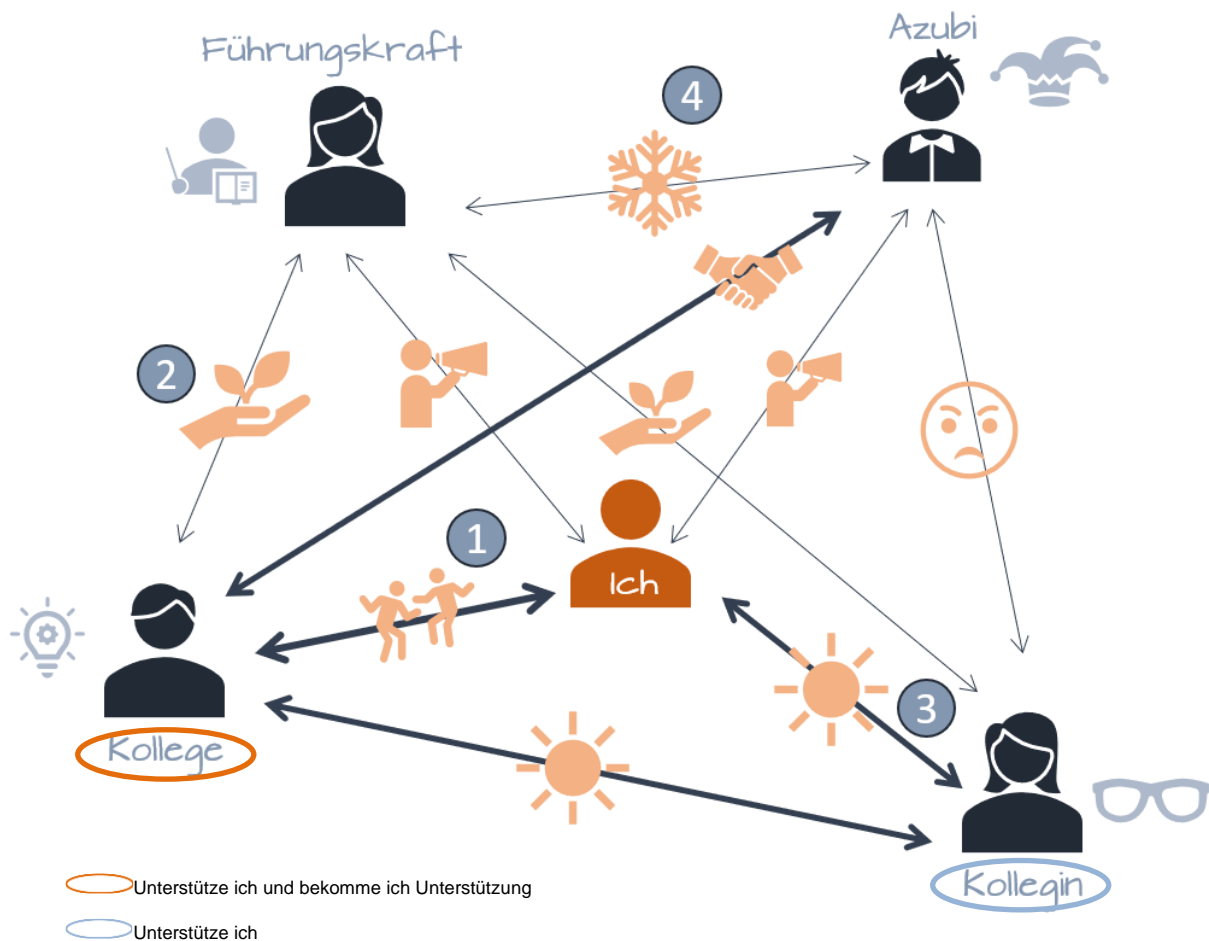 Führungskraft
Azubi
4
2
1
Ich
3
Kollege
Kollegin
Unterstütze ich und bekomme ich Unterstützung
Unterstütze ich